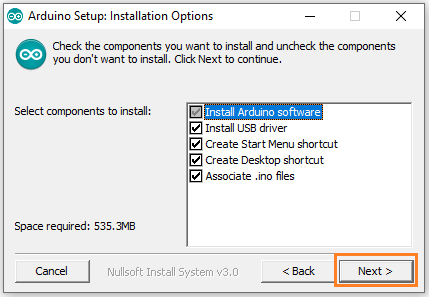 Arduino Setup: Installation Options
Check the components you want to install and uncheck the components
you don't want to install. Click Next to continue.
Select components to install:
Install Arduino software
Install USB driver
Create Start Menu shortcut
Create Desktop shortcut
Associate .ino files
Space required: 535.3MB
Cancel
Nullsoft Install System v3.0
< Back
Next >